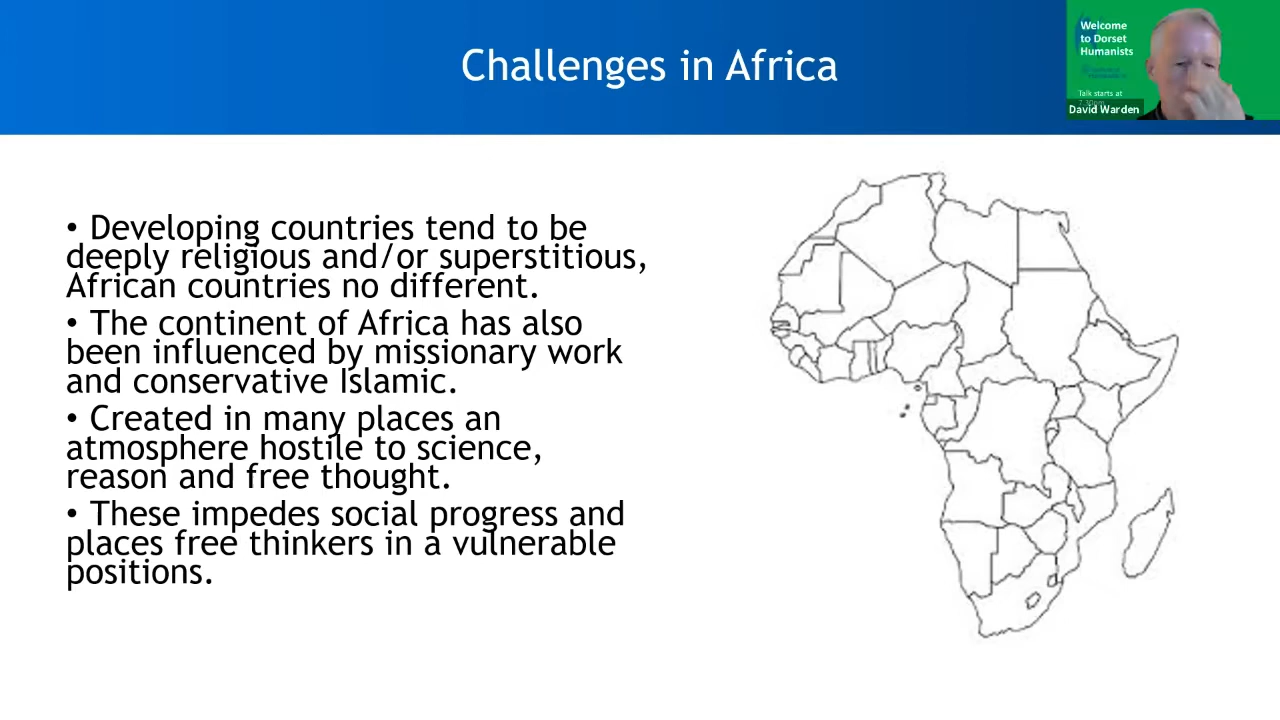 Challenges in Africa
Welcome
to Dorset
Humanists
Talk starts at
David Warden
• Developing countries tend to be
deeply religious and/or superstitious,
African countries no different.
• The continent of Africa has also
been influenced by missionary work
and conservative Islamic.
• Created in many places an
atmosphere hostile to science,
reason and free thought.
• These impedes social progress and
places free thinkers in a vulnerable
positions.